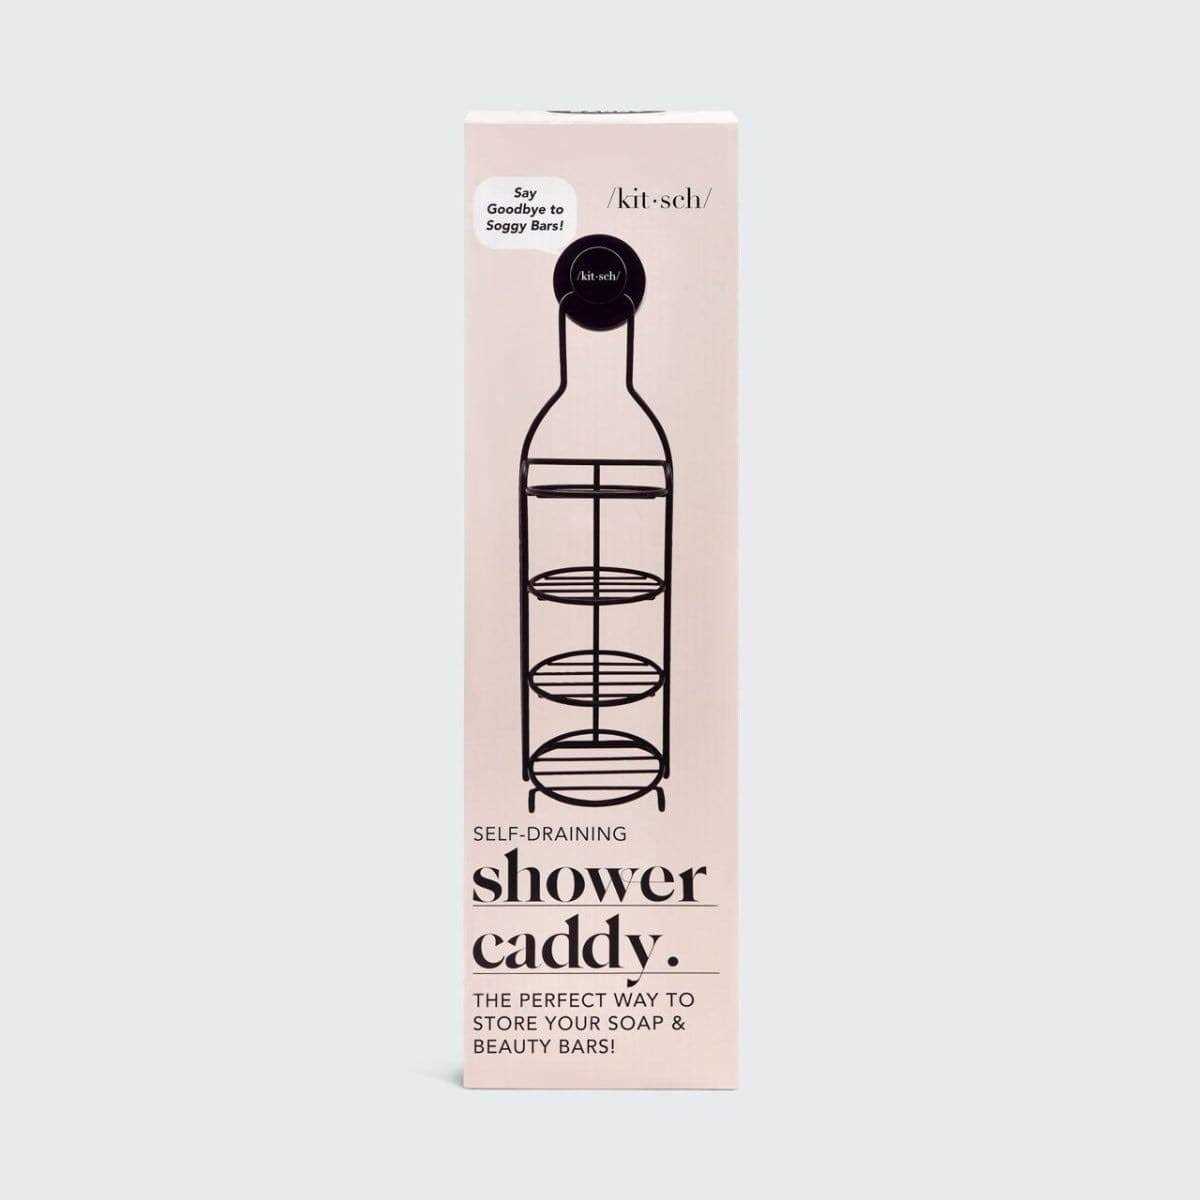 Say
Goodbye to
Soggy Bars!
/kit·sch/
/kit·sch/
SELF-DRAINING
shower
caddy.
THE PERFECT WAY TO
STORE YOUR SOAP &
BEAUTY BARS!